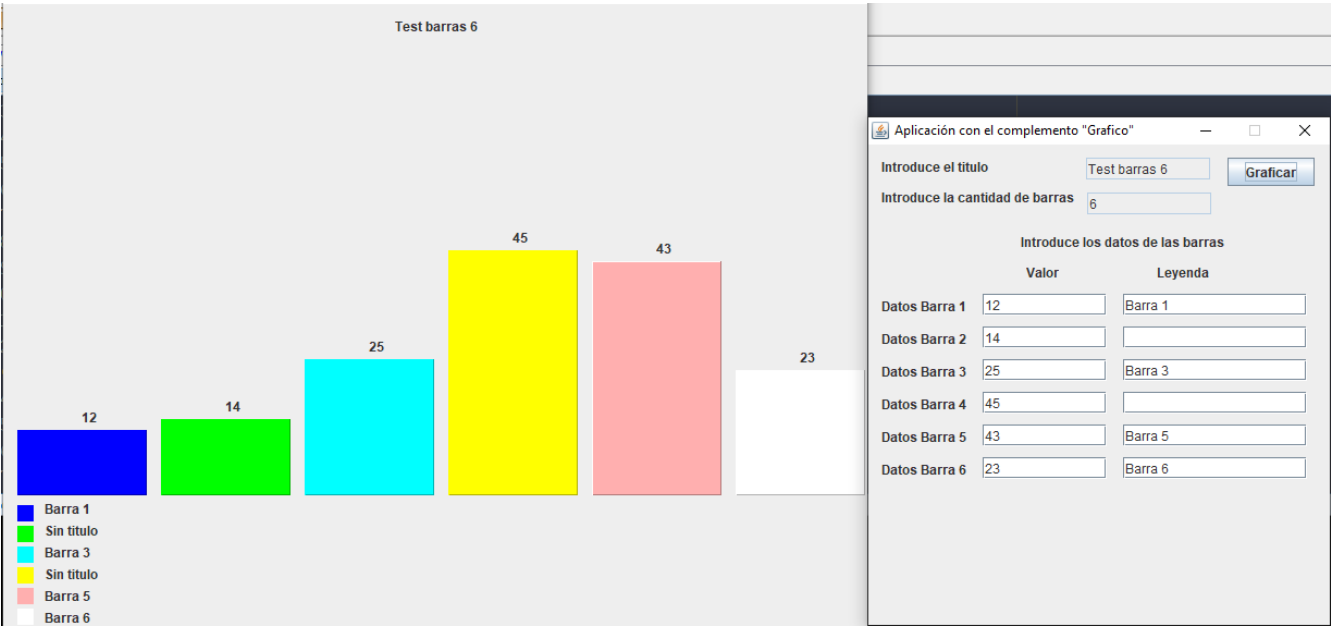 Test barras 6
45
43
25
23
14
12
Barra 1
Sin titulo
Barra 3
Sin titulo
Barra 5
Barra 6
Aplicación con el complemento "Grafico"
Introduce el titulo
Test barras 6
Graficar
Introduce la cantidad de barras
6
Introduce los datos de las barras
Valor Leyenda
Datos Barra 1 12 Barra 1
Datos Barra 2 14
Datos Barra 3 25 Barra 3
Datos Barra 4 45
Datos Barra 5 43 Barra 5
Datos Barra 6 23 Barra 6